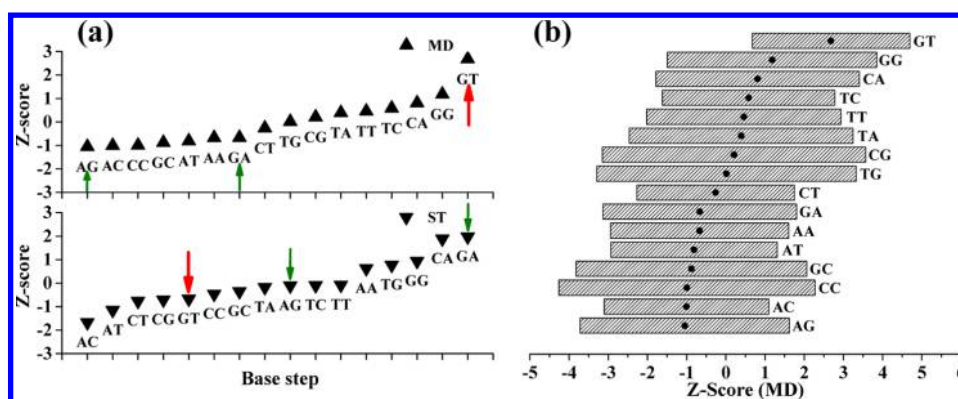 (a)
MD
Z-score
3
2
1
0
-1
-2
-3
AG AC CC GC AT AA GA CT TG CG TA TT TC CA GG GT
ST
Z-score
3
2
1
0
-1
-2
-3
AC AT CT CG GT CC GC TA AG TC TT AA TG GG CA GA
Base step
(b)
GT
GG
CA
TC
TT
TA
CG
TG
CT
GA
AA
AT
GC
CC
AC
AG
-5 -4 -3 -2 -1 0 1 2 3 4 5 6
Z-Score (MD)